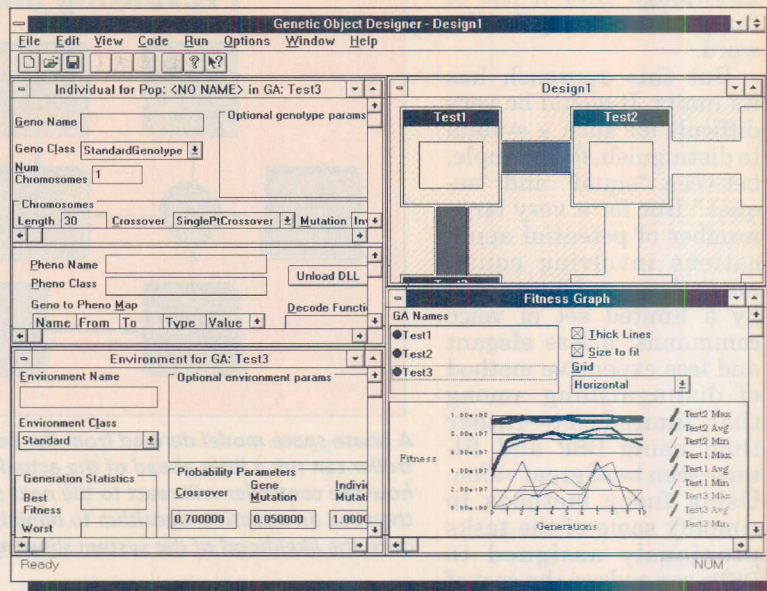 Genetic Object Designer - Design1
File Edit View Code Run Options Window Help
Individual for Pop: <NO NAME> in GA: Test3
Geno Name
Optional genotype params
Geno Class StandardGenotype
Num Chromosomes 1
Chromosomes
Length 30 Crossover SinglePtCrossover Mutation Inv
Pheno Name
Pheno Class
Unload DLL
Geno to Pheno Map
Decode Functi
Name From To Type Value
Environment for GA: Test3
Environment Name
Optional environment params
Environment Class
Standard
Generation Statistics
Best
Fitness
Worst
Probability Parameters
Crossover
Gene Mutation
Indivi Mutat
0.700000
0.050000
1.0000
Design1
Test1
Test2
Fitness Graph
GA Names
Test1
Test2
Test3
Thick Lines
Size to fit
Grid
Horizontal
Fitness
Generations
Test2 Max
Test2 Avg
Test2 Min
Test1 Max
Test1 Avg
Test1 Min
Test3 Max
Test3 Avg
Test3 Min
Ready
NUM